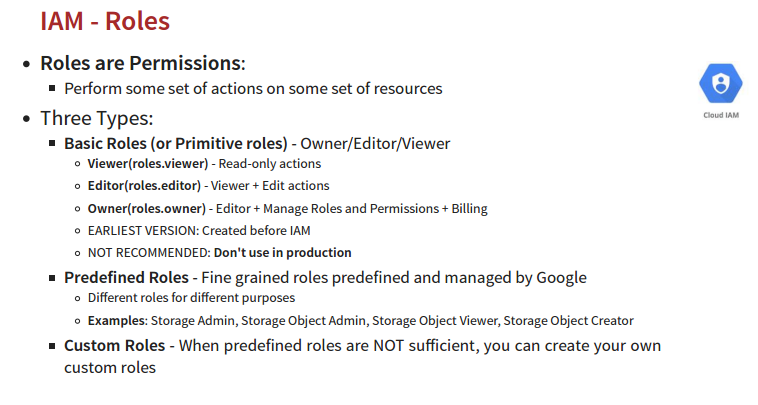 IAM - Roles
Roles are Permissions:
Perform some set of actions on some set of resources
Cloud IAM
Three Types:
Basic Roles (or Primitive roles) - Owner/Editor/Viewer
Viewer(roles.viewer) - Read-only actions
Editor(roles.editor) - Viewer + Edit actions
Owner(roles.owner) - Editor + Manage Roles and Permissions + Billing
EARLIEST VERSION: Created before IAM
NOT RECOMMENDED: Don't use in production
Predefined Roles - Fine grained roles predefined and managed by Google
Different roles for different purposes
Examples: Storage Admin, Storage Object Admin, Storage Object Viewer, Storage Object Creator
Custom Roles - When predefined roles are NOT sufficient, you can create your own
custom roles